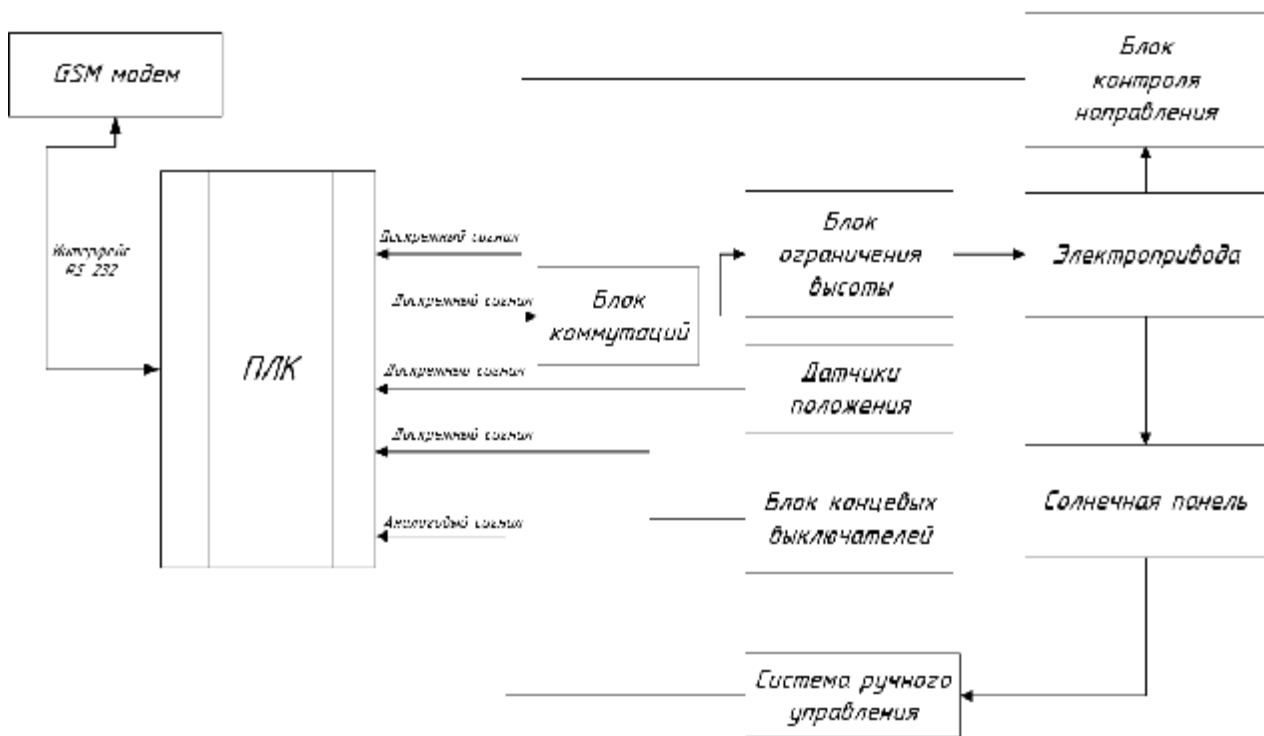 GSM модем
Блок
контроля
направления
Интерфейс
RS 232
ПЛК
Дискретный сигнал
Дискретный сигнал
Дискретный сигнал
Дискретный сигнал
Аналоговый сигнал
Блок
коммутаций
Блок
ограничения
высоты
Электропривода
Датчики
положения
Блок концевых
выключателей
Солнечная панель
Система ручного
управления